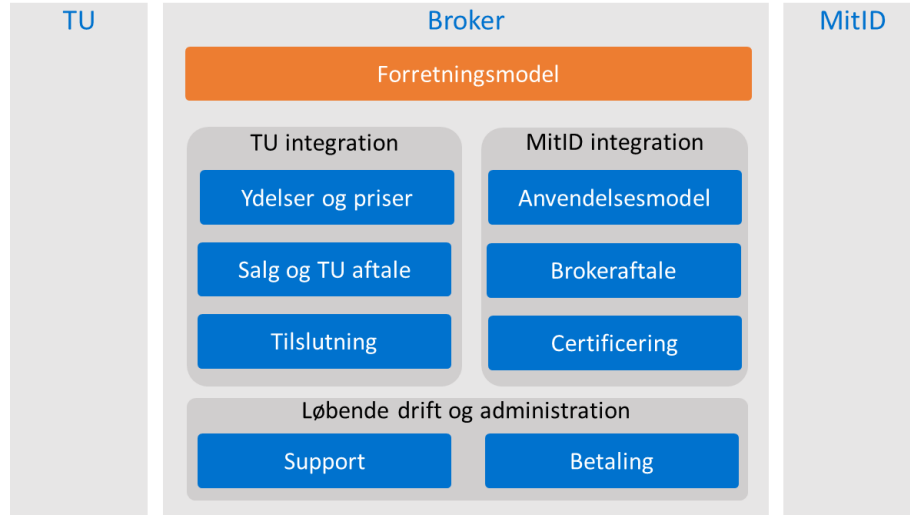 TU
Broker
MitID
Forretningsmodel
TU integration
Ydelser og priser
Salg og TU aftale
Tilslutning
MitID integration
Anvendelsesmodel
Brokeraftale
Certificering
Løbende drift og administration
Support
Betaling